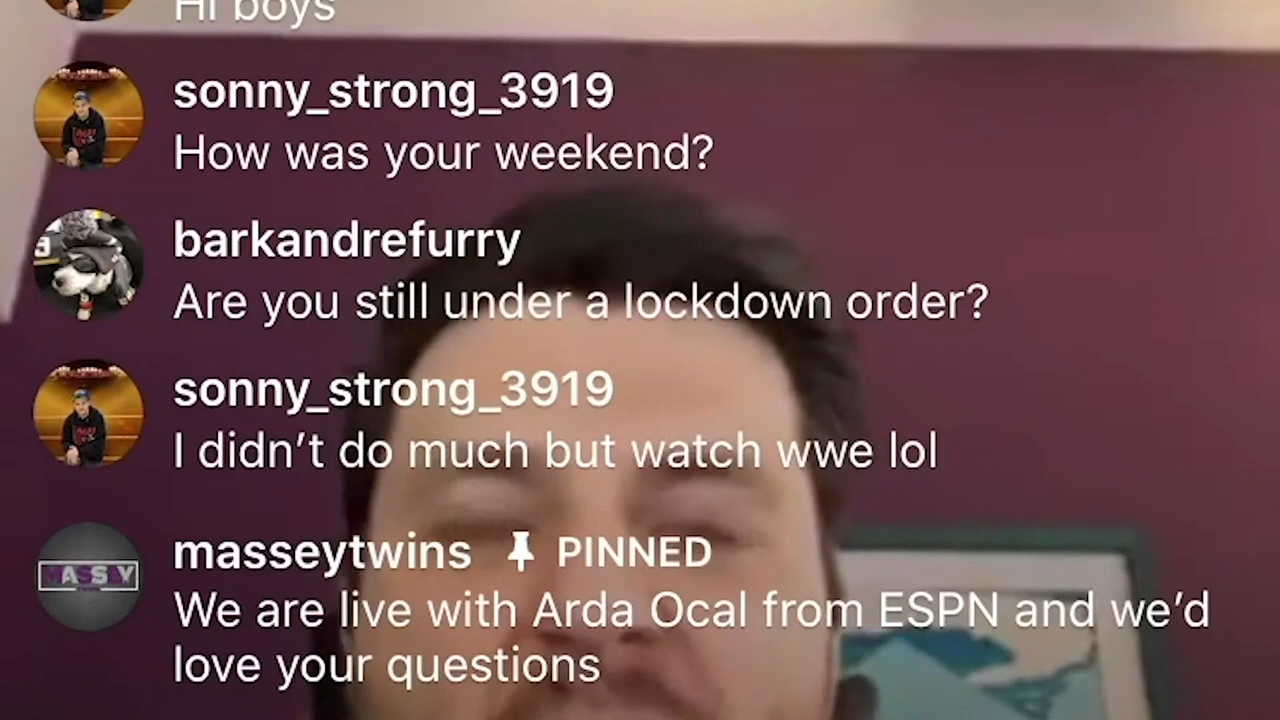 Hi boys
sonny_strong_3919
How was your weekend?
barkandrefurry
Are you still under a lockdown order?
sonny_strong_3919
I didn't do much but watch wwe lol
masseytwins PINNED
We are live with Arda Ocal from ESPN and we'd
love your questions
MASSEY